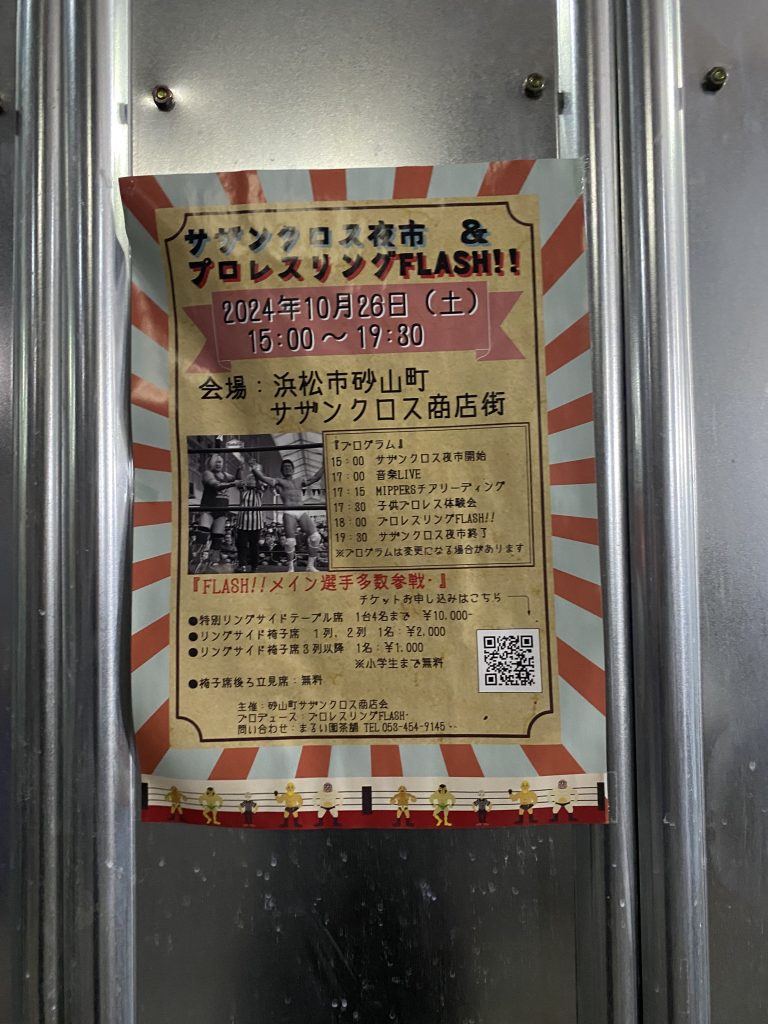 サザンクロス夜市 &
プロレスリングFLASH!!
2024年10月26日（土）
15:00～19:30
会場：浜松市砂山町
サザンクロス商店街
『プログラム』
15：00 サザンクロス夜市開始
17：00 音楽LIVE
17：15 MIPPERSチアリーディング
17：30 子供プロレス体験会
18：00 プロレスリングFLASH!!
19：30 サザンクロス夜市終了
※プログラムは変更になる場合があります
『FLASH!!メイン選手多数参戦・』
チケットお申し込みはこちら
●特別リングサイドテーブル席 1台4名まで ¥10,000-
●リングサイド椅子席 1列，2列 1名：¥2,000
●リングサイド椅子席3列以降 1名：¥1,000
※小学生まで無料
●椅子席後ろ立見席：無料
主催：砂山町サザンクロス商店会
プロデュース：プロレスリングFLASH・
問い合わせ：まるい園茶舗 TEL 053-454-9145・・